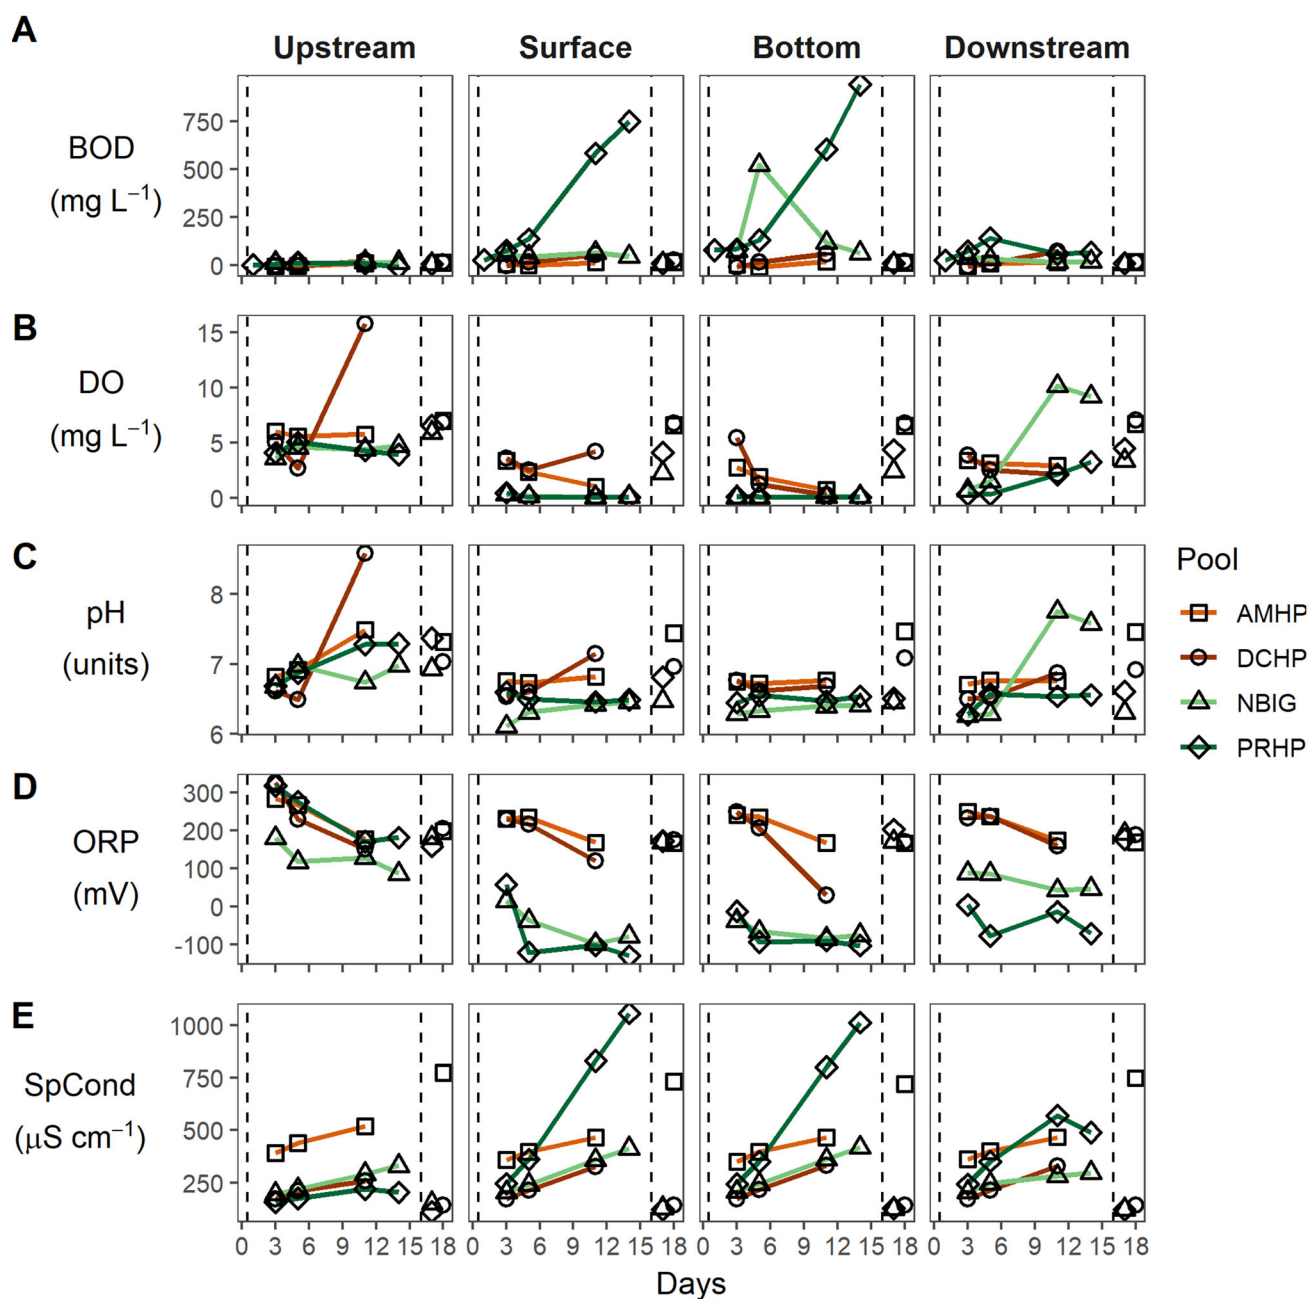 A
Upstream Surface Bottom Downstream
BOD
(mg L⁻¹)
750
500
250
0
B
DO
(mg L⁻¹)
15
10
5
0
C
pH
(units)
8
7
6
Pool
AMHP
DCHP
NBIG
PRHP
D
ORP
(mV)
300
200
100
0
-100
E
SpCond
(μS cm⁻¹)
1000
750
500
250
0 3 6 9 12 15 18 0 3 6 9 12 15 18 0 3 6 9 12 15 18 0 3 6 9 12 15 18
Days